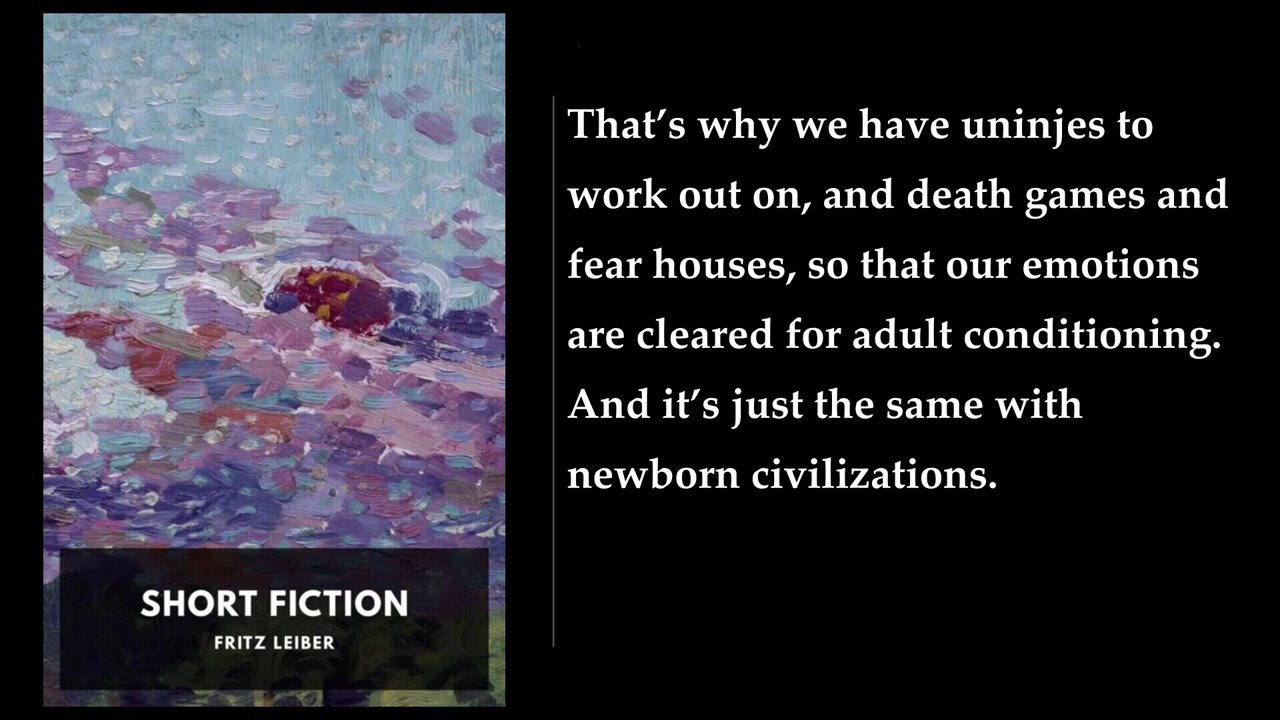 That’s why we have uninjes to
work out on, and death games and
fear houses, so that our emotions
are cleared for adult conditioning.
And it’s just the same with
newborn civilizations.
SHORT FICTION
FRITZ LEIBER